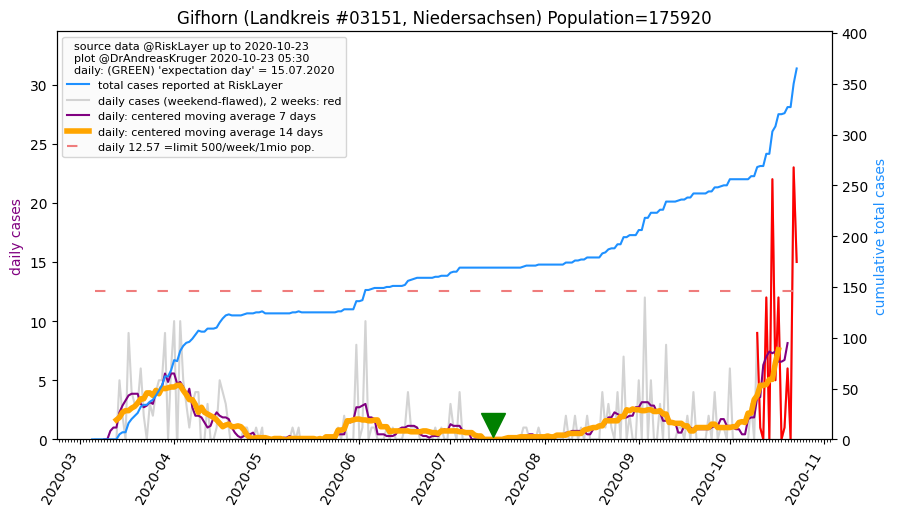 Gifhorn (Landkreis #03151, Niedersachsen) Population=175920
source data @RiskLayer up to 2020-10-23
plot @DrAndreasKruger 2020-10-23 05:30
daily: (GREEN) 'expectation day' = 15.07.2020
total cases reported at RiskLayer
daily cases (weekend-flawed), 2 weeks: red
daily: centered moving average 7 days
daily: centered moving average 14 days
daily 12.57 =limit 500/week/1mio pop.
daily cases
30
25
20
15
10
5
0
cumulative total cases
400
350
300
250
200
150
100
50
0
2020-03
2020-04
2020-05
2020-06
2020-07
2020-08
2020-09
2020-10
2020-11